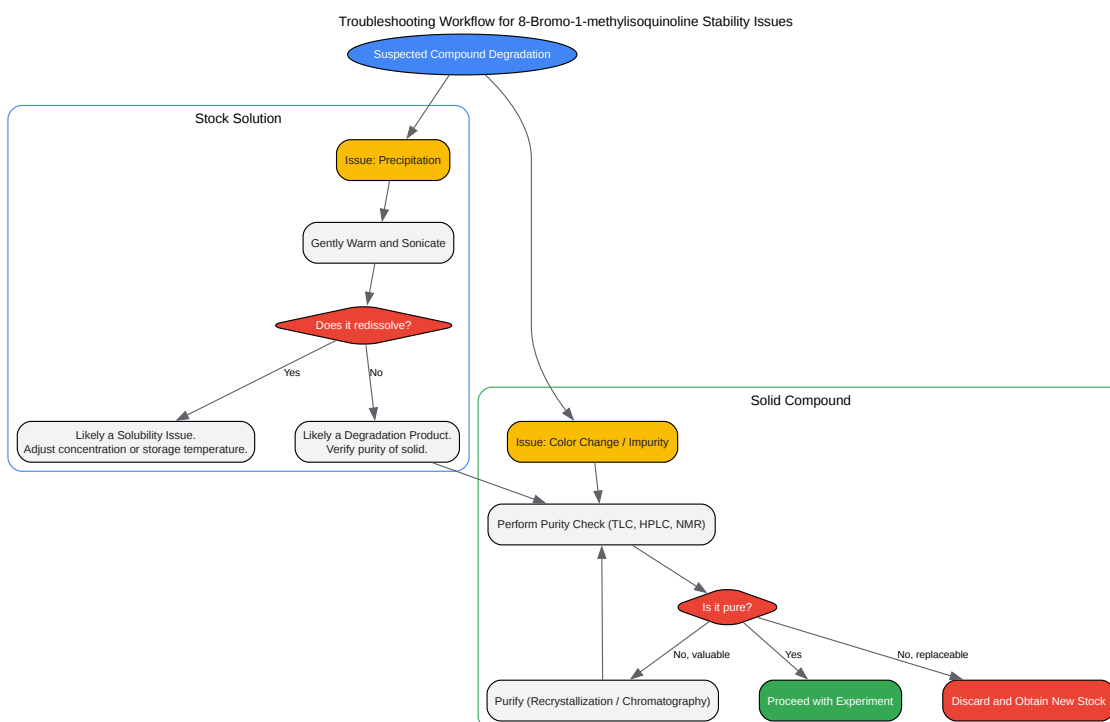 Troubleshooting Workflow for 8-Bromo-1-methylisoquinoline Stability Issues
Suspected Compound Degradation
Stock Solution
Issue: Precipitation
Gently Warm and Sonicate
Does it redissolve?
Yes
No
Likely a Solubility Issue.
Adjust concentration or storage temperature.
Likely a Degradation Product.
Verify purity of solid.
Solid Compound
Issue: Color Change / Impurity
Perform Purity Check (TLC, HPLC, NMR)
Is it pure?
No, valuable
Yes
No, replaceable
Purify (Recrystallization / Chromatography)
Proceed with Experiment
Discard and Obtain New Stock